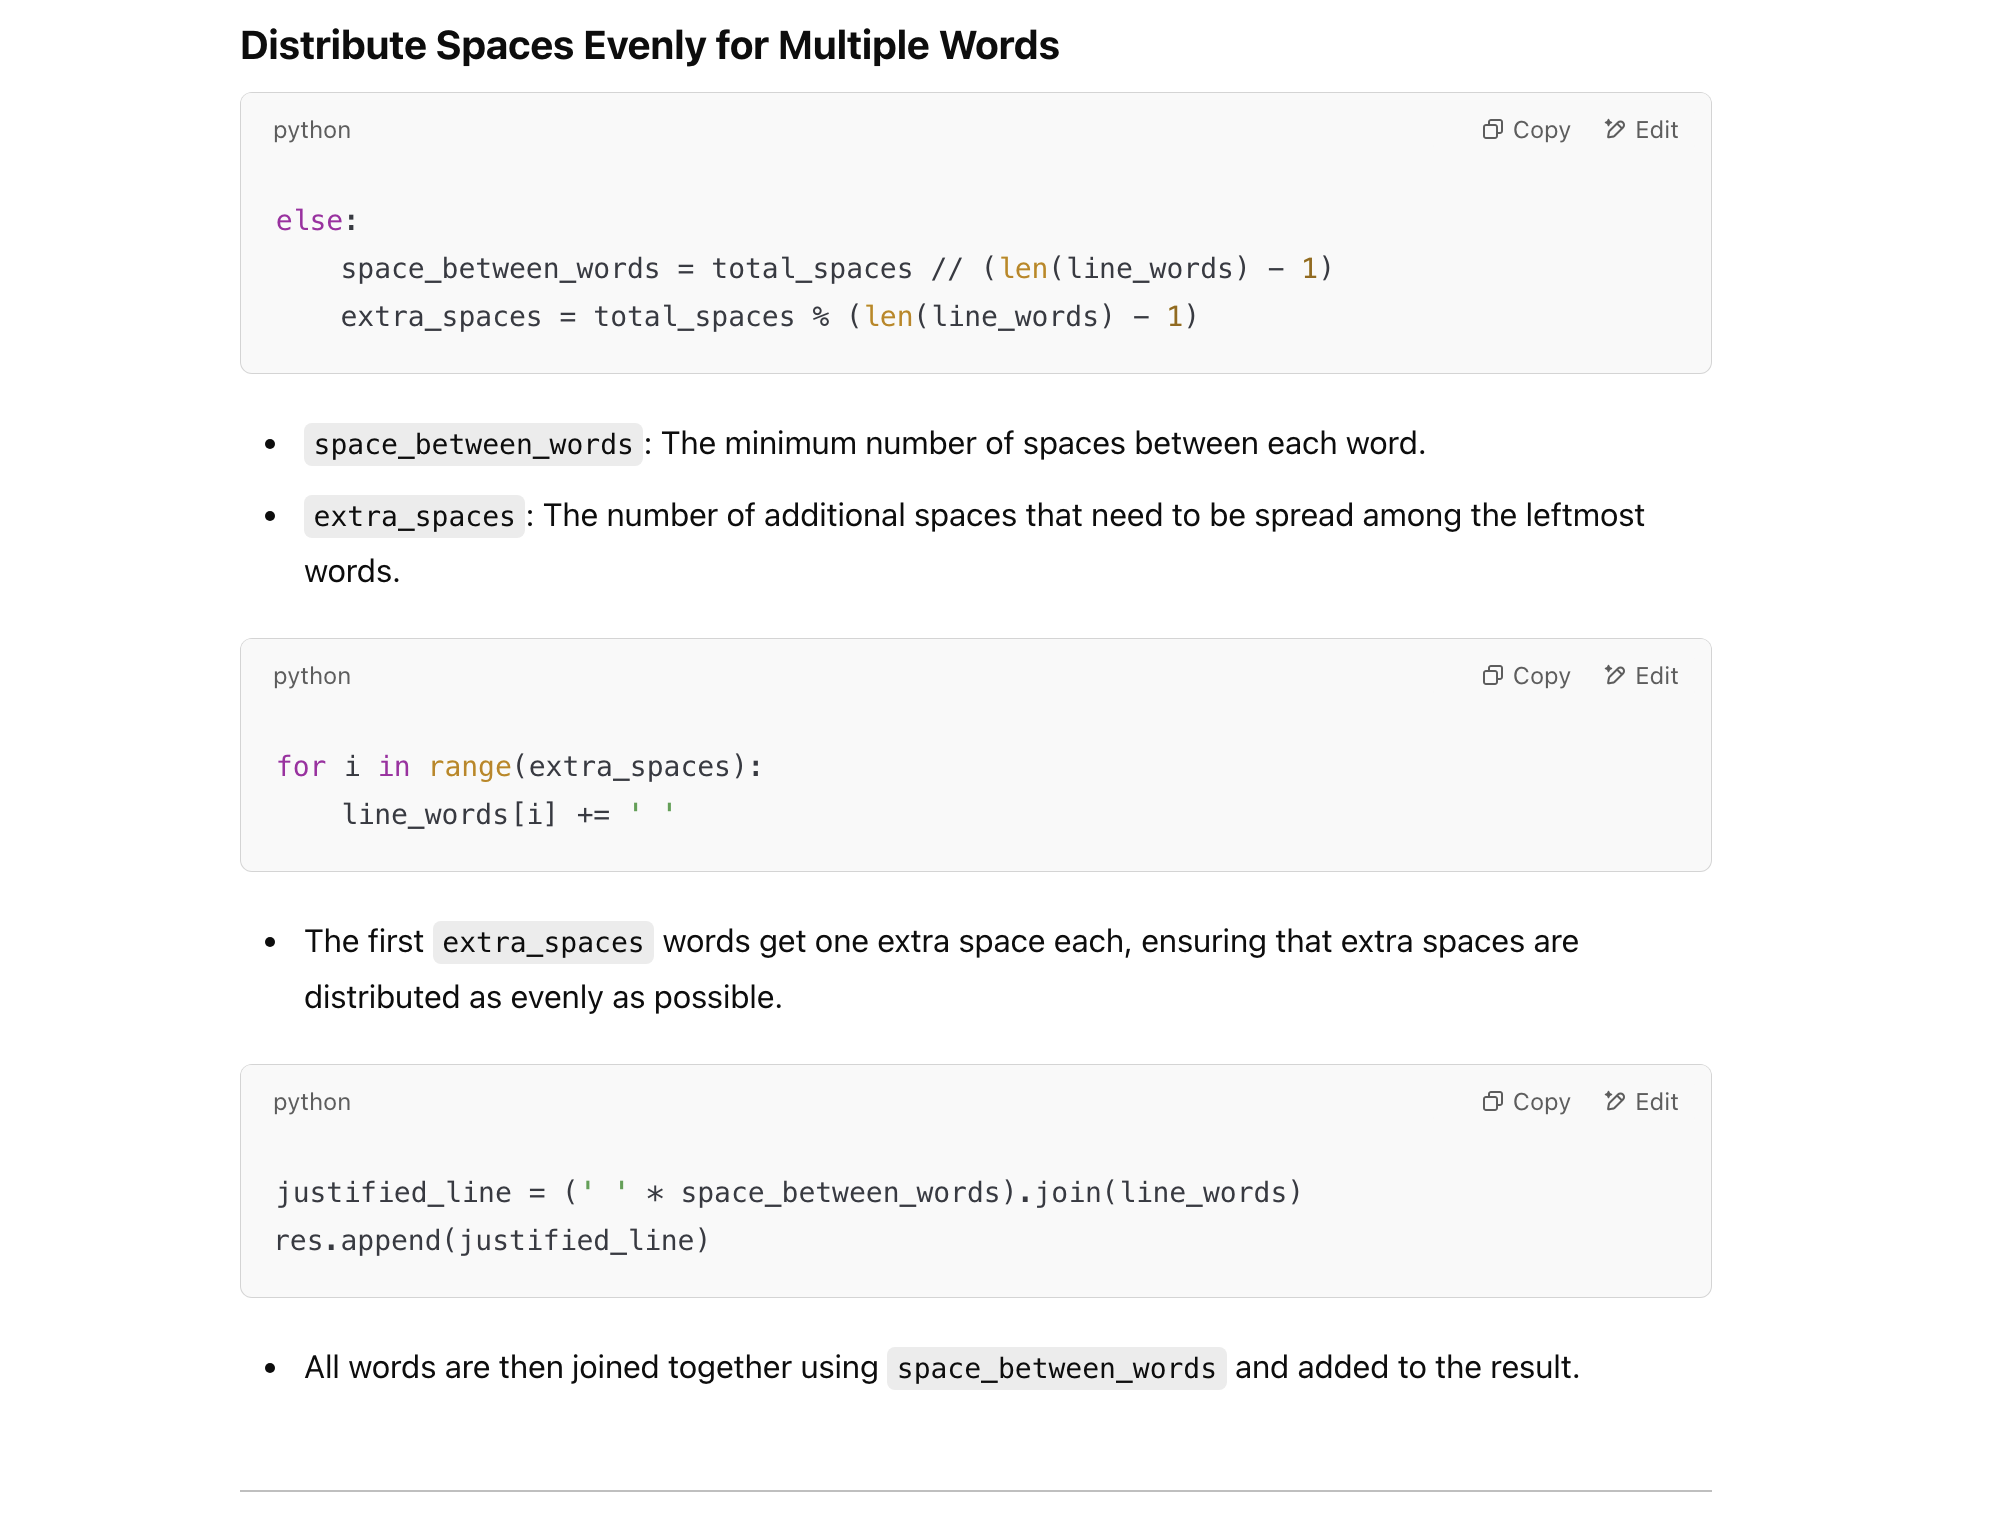 Distribute Spaces Evenly for Multiple Words
python Copy Edit
else:
    space_between_words = total_spaces // (len(line_words) - 1)
    extra_spaces = total_spaces % (len(line_words) - 1)
• space_between_words: The minimum number of spaces between each word.
• extra_spaces: The number of additional spaces that need to be spread among the leftmost
words.
python Copy Edit
for i in range(extra_spaces):
    line_words[i] += ' '
• The first extra_spaces words get one extra space each, ensuring that extra spaces are
distributed as evenly as possible.
python Copy Edit
justified_line = (' ' * space_between_words).join(line_words)
res.append(justified_line)
• All words are then joined together using space_between_words and added to the result.